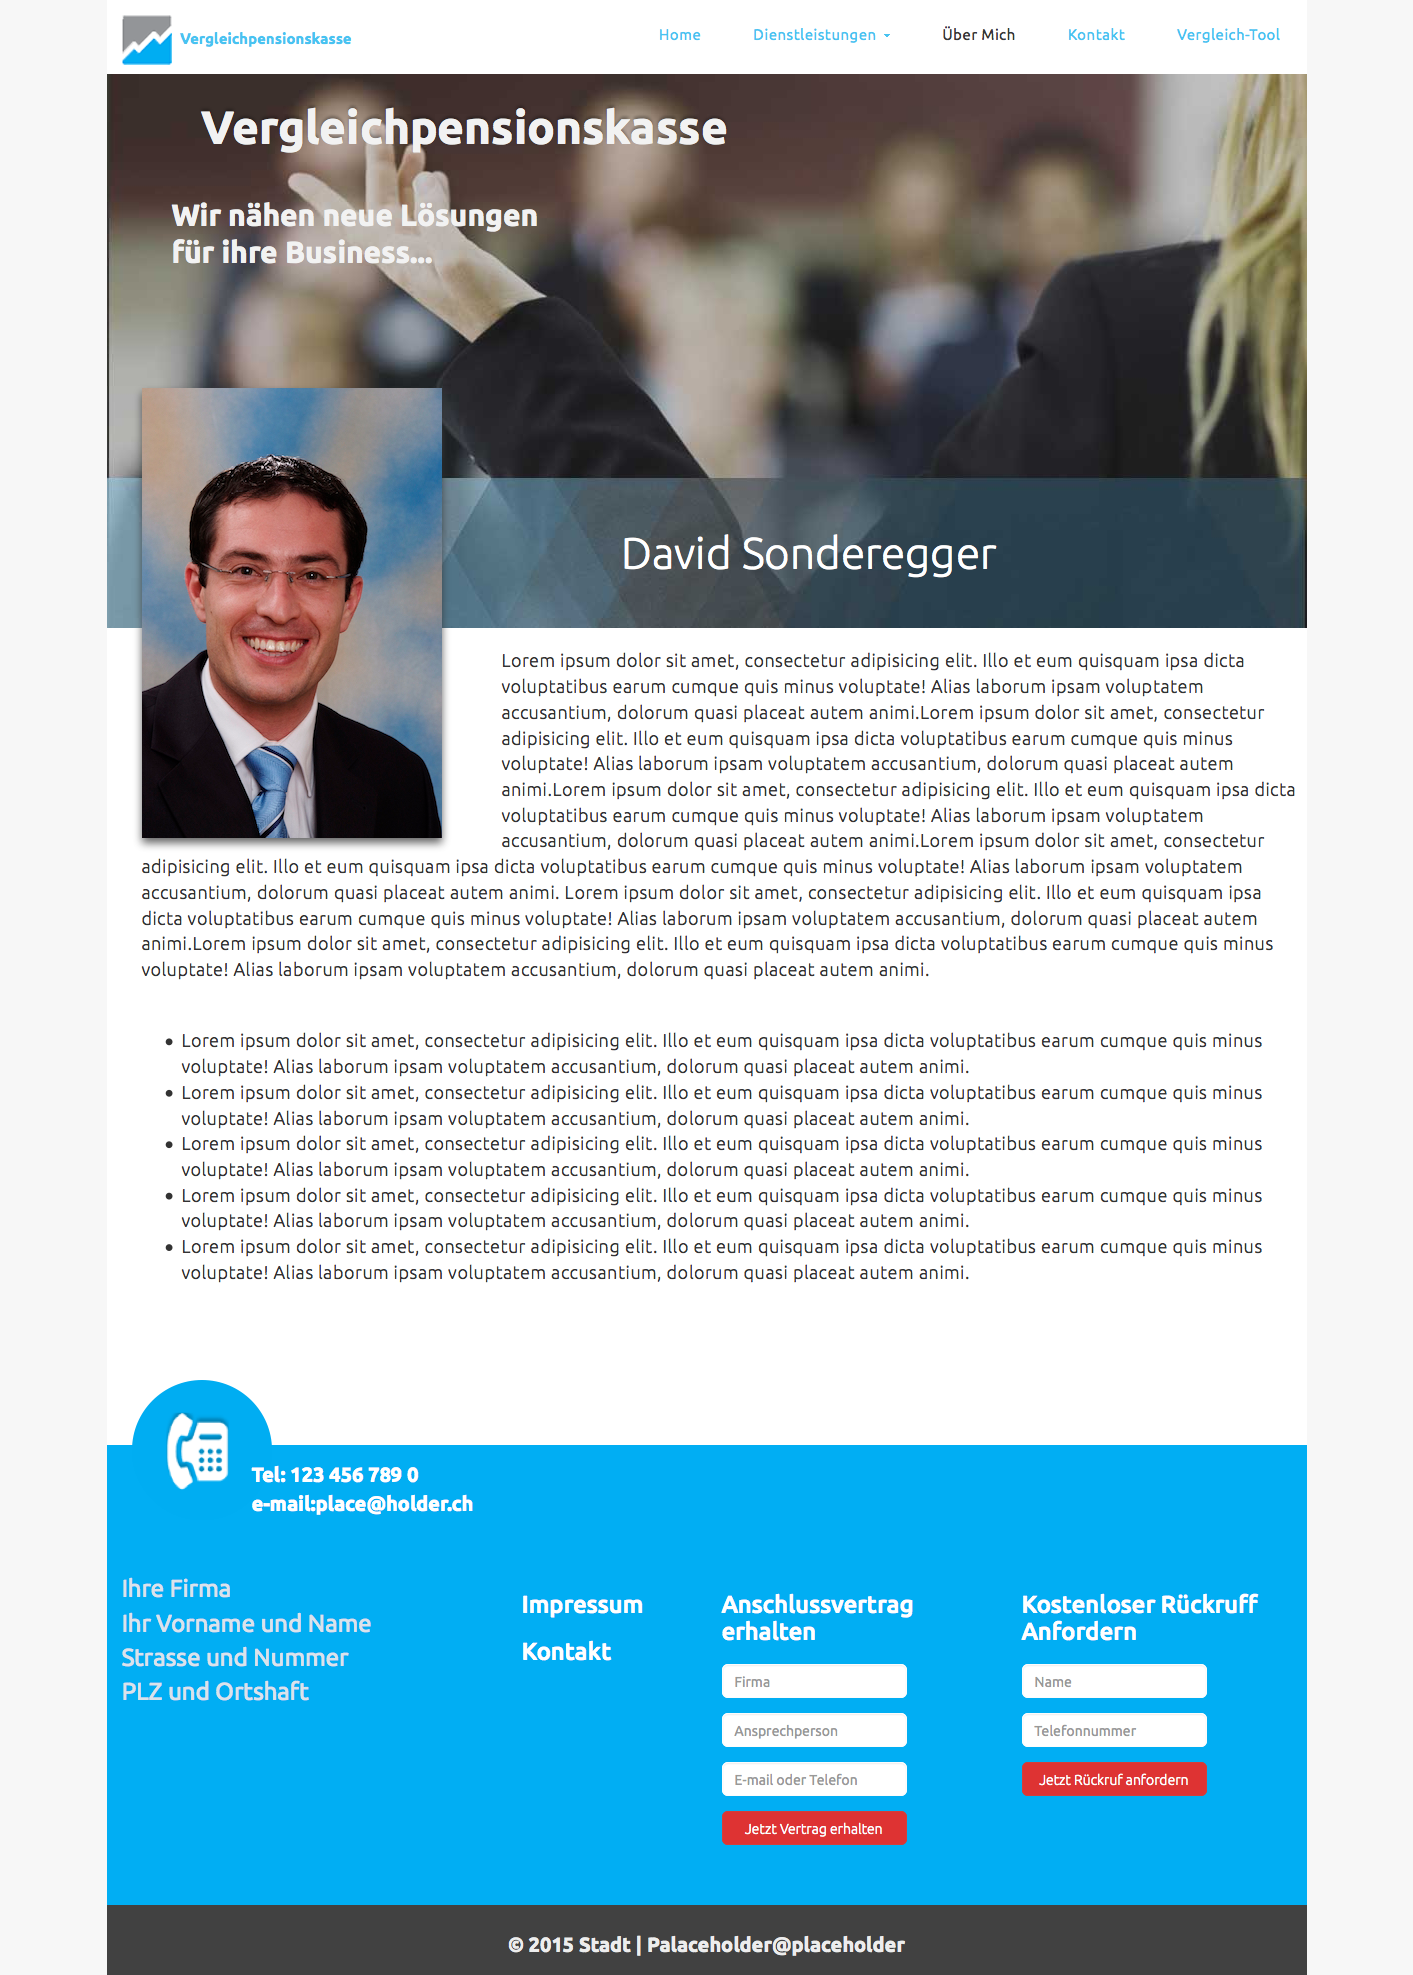 Vergleichpensionskasse
Home
Dienstleistungen
Über Mich
Kontakt
Vergleich-Tool
Vergleichpensionskasse
Wir nähen neue Lösungen
für ihre Business...
David Sonderegger
Lorem ipsum dolor sit amet, consectetur adipisicing elit. Illo et eum quisquam ipsa dicta
voluptatibus earum cumque quis minus voluptate! Alias laborum ipsam voluptatem
accusantium, dolorum quasi placeat autem animi.Lorem ipsum dolor sit amet, consectetur
adipisicing elit. Illo et eum quisquam ipsa dicta voluptatibus earum cumque quis minus
voluptate! Alias laborum ipsam voluptatem accusantium, dolorum quasi placeat autem
animi.Lorem ipsum dolor sit amet, consectetur adipisicing elit. Illo et eum quisquam ipsa dicta
voluptatibus earum cumque quis minus voluptate! Alias laborum ipsam voluptatem
accusantium, dolorum quasi placeat autem animi.Lorem ipsum dolor sit amet, consectetur
adipisicing elit. Illo et eum quisquam ipsa dicta voluptatibus earum cumque quis minus voluptate! Alias laborum ipsam voluptatem
accusantium, dolorum quasi placeat autem animi. Lorem ipsum dolor sit amet, consectetur adipisicing elit. Illo et eum quisquam ipsa
dicta voluptatibus earum cumque quis minus voluptate! Alias laborum ipsam voluptatem accusantium, dolorum quasi placeat autem
animi.Lorem ipsum dolor sit amet, consectetur adipisicing elit. Illo et eum quisquam ipsa dicta voluptatibus earum cumque quis minus
voluptate! Alias laborum ipsam voluptatem accusantium, dolorum quasi placeat autem animi.
• Lorem ipsum dolor sit amet, consectetur adipisicing elit. Illo et eum quisquam ipsa dicta voluptatibus earum cumque quis minus
voluptate! Alias laborum ipsam voluptatem accusantium, dolorum quasi placeat autem animi.
• Lorem ipsum dolor sit amet, consectetur adipisicing elit. Illo et eum quisquam ipsa dicta voluptatibus earum cumque quis minus
voluptate! Alias laborum ipsam voluptatem accusantium, dolorum quasi placeat autem animi.
• Lorem ipsum dolor sit amet, consectetur adipisicing elit. Illo et eum quisquam ipsa dicta voluptatibus earum cumque quis minus
voluptate! Alias laborum ipsam voluptatem accusantium, dolorum quasi placeat autem animi.
• Lorem ipsum dolor sit amet, consectetur adipisicing elit. Illo et eum quisquam ipsa dicta voluptatibus earum cumque quis minus
voluptate! Alias laborum ipsam voluptatem accusantium, dolorum quasi placeat autem animi.
• Lorem ipsum dolor sit amet, consectetur adipisicing elit. Illo et eum quisquam ipsa dicta voluptatibus earum cumque quis minus
voluptate! Alias laborum ipsam voluptatem accusantium, dolorum quasi placeat autem animi.
Tel: 123 456 789 0
e-mail:place@holder.ch
Ihre Firma
Ihr Vorname und Name
Strasse und Nummer
PLZ und Ortshaft
Impressum
Kontakt
Anschlussvertrag
erhalten
Firma
Ansprechperson
E-mail oder Telefon
Jetzt Vertrag erhalten
Kostenloser Rückruff
Anfordern
Name
Telefonnummer
Jetzt Rückruf anfordern
© 2015 Stadt | Palaceholder@placeholder